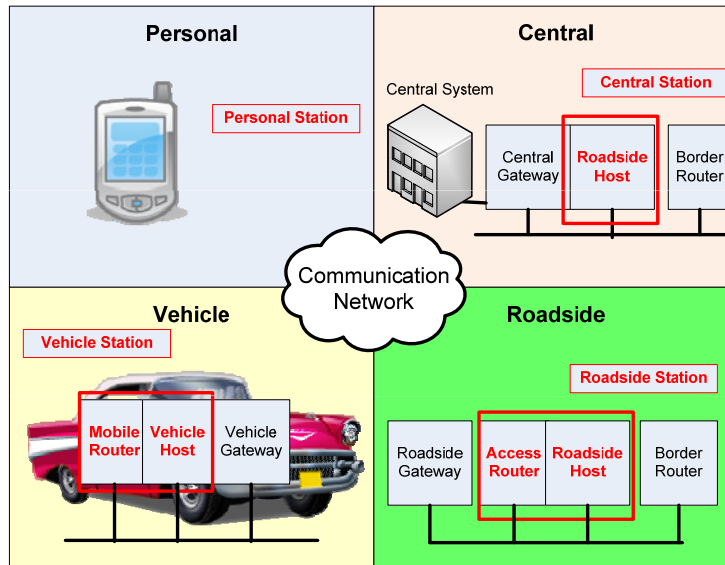 Personal
Personal Station
Central
Central System
Central Station
Central
Gateway
Roadside
Host
Border
Router
Communication
Network
Vehicle
Vehicle Station
Mobile
Router
Vehicle
Host
Vehicle
Gateway
Roadside
Roadside Station
Roadside
Gateway
Access
Router
Roadside
Host
Border
Router